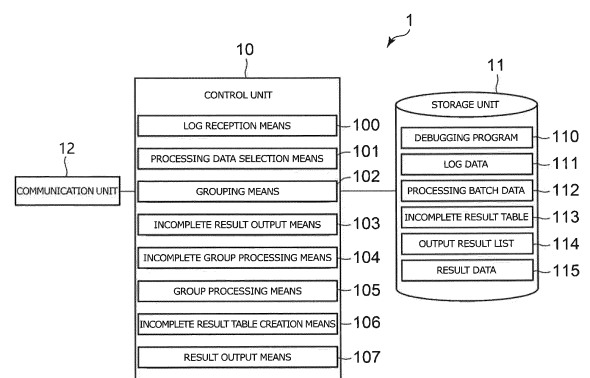 1
10
CONTROL UNIT
LOG RECEPTION MEANS
100
PROCESSING DATA SELECTION MEANS
101
GROUPING MEANS
102
INCOMPLETE RESULT OUTPUT MEANS
103
INCOMPLETE GROUP PROCESSING MEANS
104
GROUP PROCESSING MEANS
105
INCOMPLETE RESULT TABLE CREATION MEANS
106
RESULT OUTPUT MEANS
107
12
COMMUNICATION UNIT
11
STORAGE UNIT
DEBUGGING PROGRAM
110
LOG DATA
111
PROCESSING BATCH DATA
112
INCOMPLETE RESULT TABLE
113
OUTPUT RESULT LIST
114
RESULT DATA
115